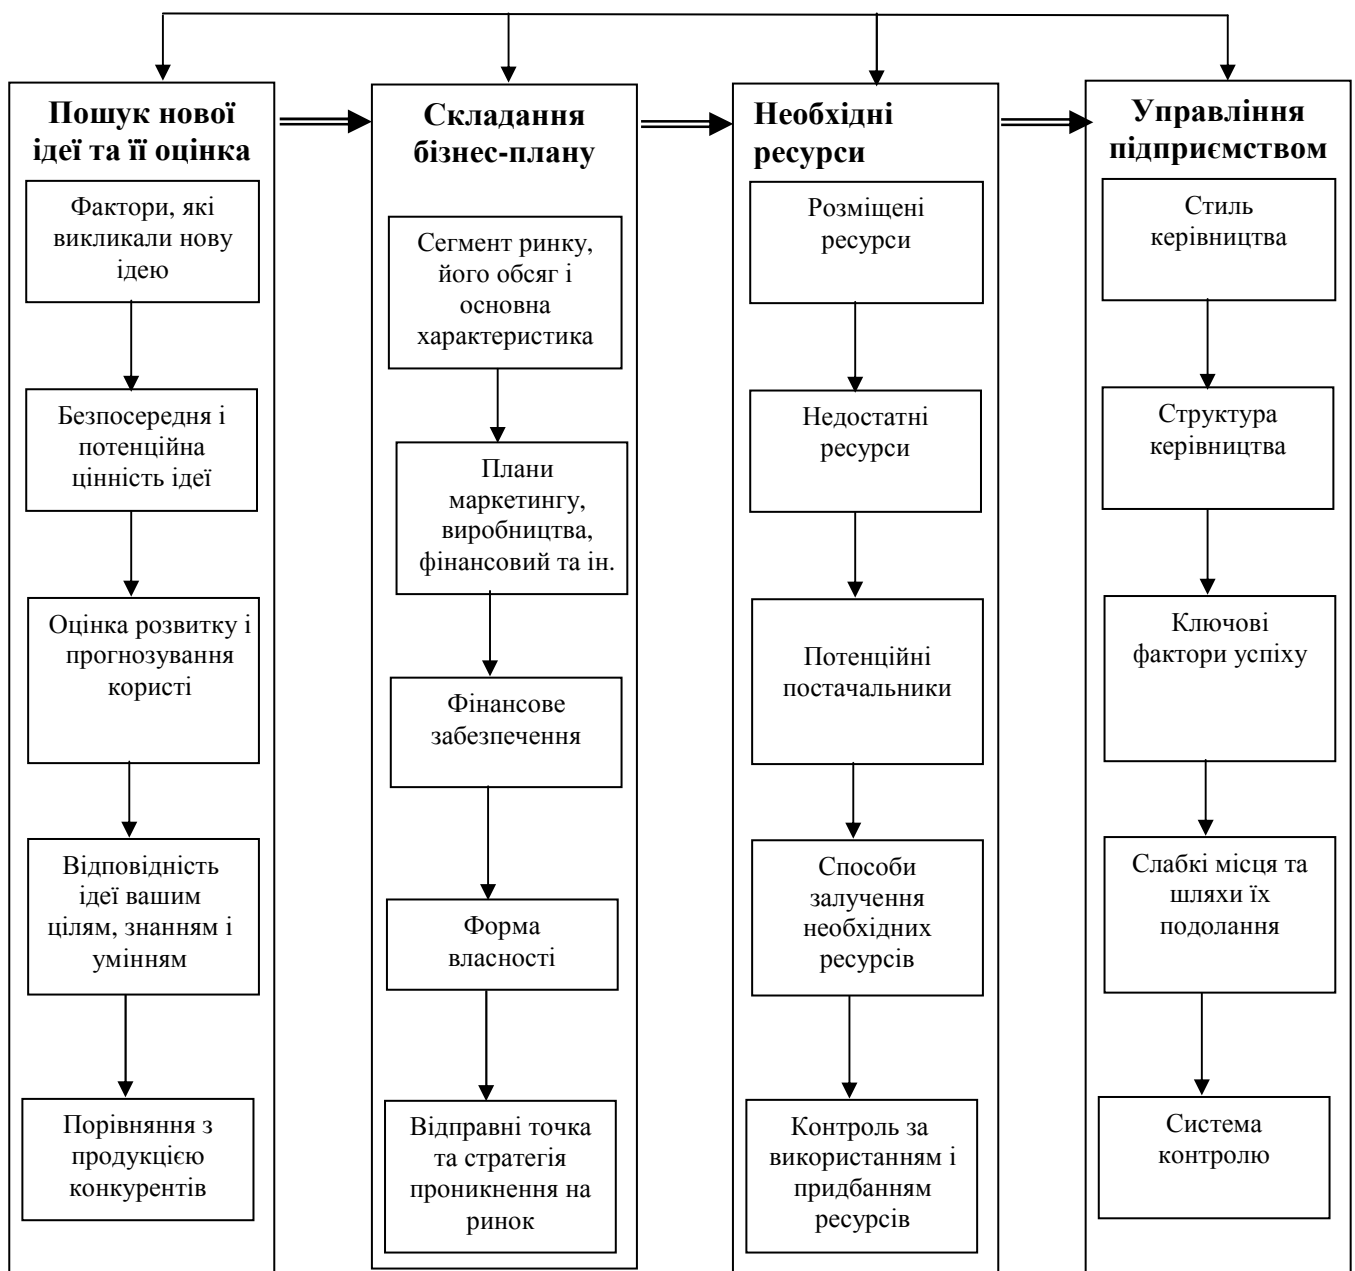 Пошук нової
ідеї та її оцінка
Фактори, які
викликали нову
ідею
Безпосередня і
потенційна
цінність ідеї
Оцінка розвитку і
прогнозування
користі
Відповідність
ідеї вашим
цілям, знанням і
умінням
Порівняння з
продукцією
конкурентів
Складання
бізнес-плану
Сегмент ринку,
його обсяг і
основна
характеристика
Плани
маркетингу,
виробництва,
фінансовий та ін.
Фінансове
забезпечення
Форма
власності
Відправні точка
та стратегія
проникнення на
ринок
Необхідні
ресурси
Розміщені
ресурси
Недостатні
ресурси
Потенційні
постачальники
Способи
залучення
необхідних
ресурсів
Контроль за
використанням і
придбанням
ресурсів
Управління
підприємством
Стиль
керівництва
Структура
керівництва
Ключові
фактори успіху
Слабкі місця та
шляхи їх
подолання
Система
контролю